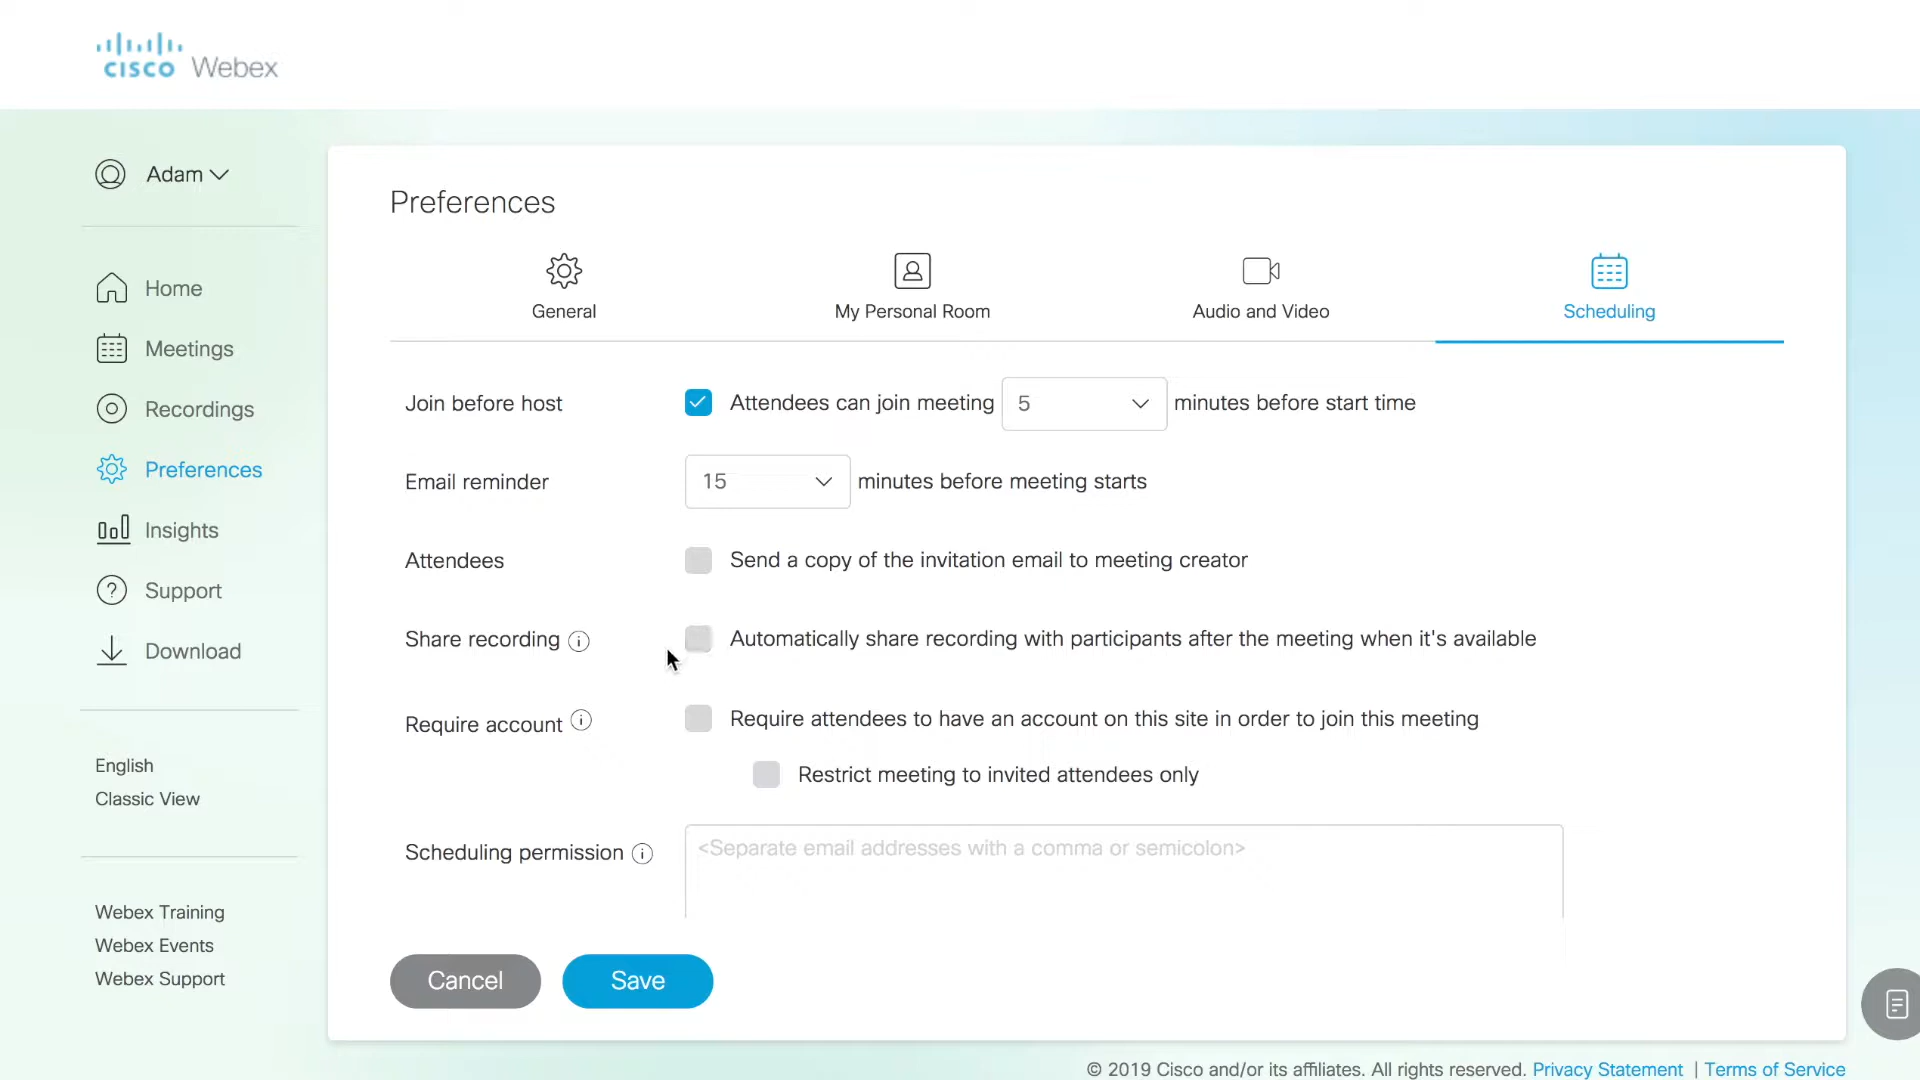 CISCO Webex
Adam
Home
Meetings
Recordings
Preferences
Insights
Support
Download
English
Classic View
Webex Training
Webex Events
Webex Support
Preferences
General
My Personal Room
Audio and Video
Scheduling
Join before host
Attendees can join meeting 5 minutes before start time
Email reminder
15 minutes before meeting starts
Attendees
Send a copy of the invitation email to meeting creator
Share recording
Automatically share recording with participants after the meeting when it's available
Require account
Require attendees to have an account on this site in order to join this meeting
Restrict meeting to invited attendees only
Scheduling permission
<Separate email addresses with a comma or semicolon>
Cancel
Save
© 2019 Cisco and/or its affiliates. All rights reserved. Privacy Statement | Terms of Service